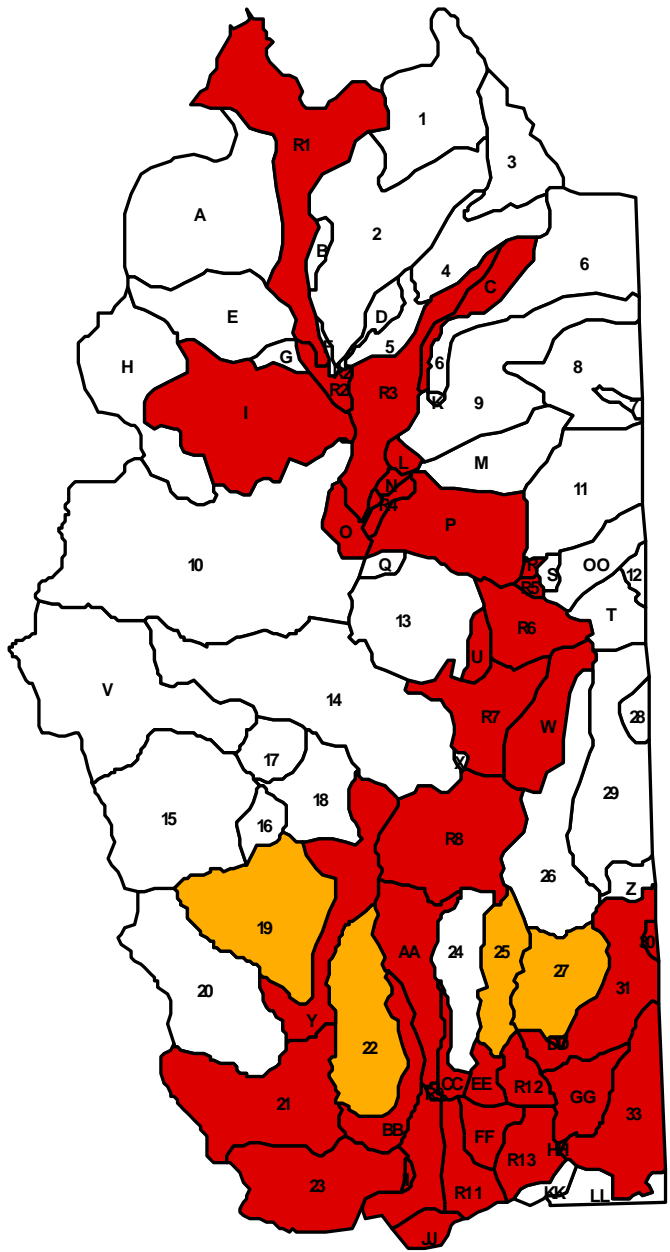 1
R1
3
A
2
B
6
4
C
E
D
5
F
G
8
H
6
R2
R3
K
9
I
L
M
N
11
R4
P
O
10
Q
R
S
OO
12
R5
T
13
R6
U
V
14
R7
W
28
X
17
29
15
18
16
R8
26
Z
19
25
24
AA
30
27
20
31
Y
22
CC
EE
R12
GG
21
33
BB
FF
R13
23
R11
KK
LL
JJ